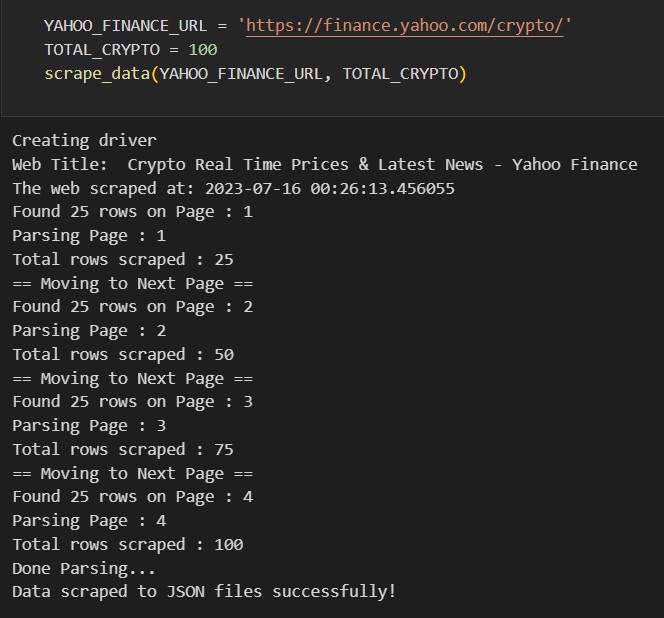 YAHOO_FINANCE_URL = 'https://finance.yahoo.com/crypto/'
TOTAL_CRYPTO = 100
scrape_data(YAHOO_FINANCE_URL, TOTAL_CRYPTO)
Creating driver
Web Title:  Crypto Real Time Prices & Latest News - Yahoo Finance
The web scraped at: 2023-07-16 00:26:13.456055
Found 25 rows on Page : 1
Parsing Page : 1
Total rows scraped : 25
== Moving to Next Page ==
Found 25 rows on Page : 2
Parsing Page : 2
Total rows scraped : 50
== Moving to Next Page ==
Found 25 rows on Page : 3
Parsing Page : 3
Total rows scraped : 75
== Moving to Next Page ==
Found 25 rows on Page : 4
Parsing Page : 4
Total rows scraped : 100
Done Parsing...
Data scraped to JSON files successfully!